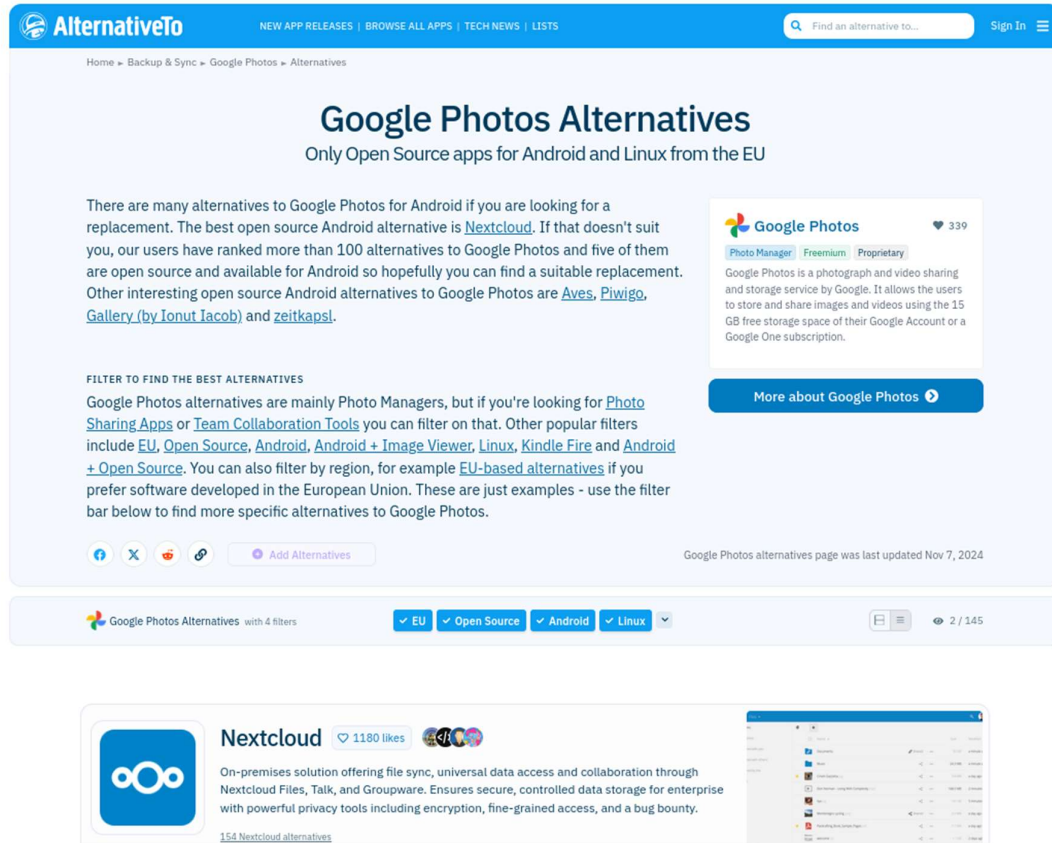 AlternativeTo
NEW APP RELEASES | BROWSE ALL APPS | TECH NEWS | LISTS
Find an alternative to...
Sign In
Home ► Backup & Sync ► Google Photos ► Alternatives
Google Photos Alternatives
Only Open Source apps for Android and Linux from the EU
There are many alternatives to Google Photos for Android if you are looking for a
replacement. The best open source Android alternative is Nextcloud. If that doesn't suit
you, our users have ranked more than 100 alternatives to Google Photos and five of them
are open source and available for Android so hopefully you can find a suitable replacement.
Other interesting open source Android alternatives to Google Photos are Aves, Piwigo,
Gallery (by Ionut Iacob) and zeitkapsl.
Google Photos
339
Photo Manager Freemium Proprietary
Google Photos is a photograph and video sharing
and storage service by Google. It allows the users
to store and share images and videos using the 15
GB free storage space of their Google Account or a
Google One subscription.
More about Google Photos
FILTER TO FIND THE BEST ALTERNATIVES
Google Photos alternatives are mainly Photo Managers, but if you're looking for Photo
Sharing Apps or Team Collaboration Tools you can filter on that. Other popular filters
include EU, Open Source, Android, Android + Image Viewer, Linux, Kindle Fire and Android
+ Open Source. You can also filter by region, for example EU-based alternatives if you
prefer software developed in the European Union. These are just examples - use the filter
bar below to find more specific alternatives to Google Photos.
Add Alternatives
Google Photos alternatives page was last updated Nov 7, 2024
Google Photos Alternatives with 4 filters
EU
Open Source
Android
Linux
2 / 145
Nextcloud
1180 likes
On-premises solution offering file sync, universal data access and collaboration through
Nextcloud Files, Talk, and Groupware. Ensures secure, controlled data storage for enterprise
with powerful privacy tools including encryption, fine-grained access, and a bug bounty.
154 Nextcloud alternatives